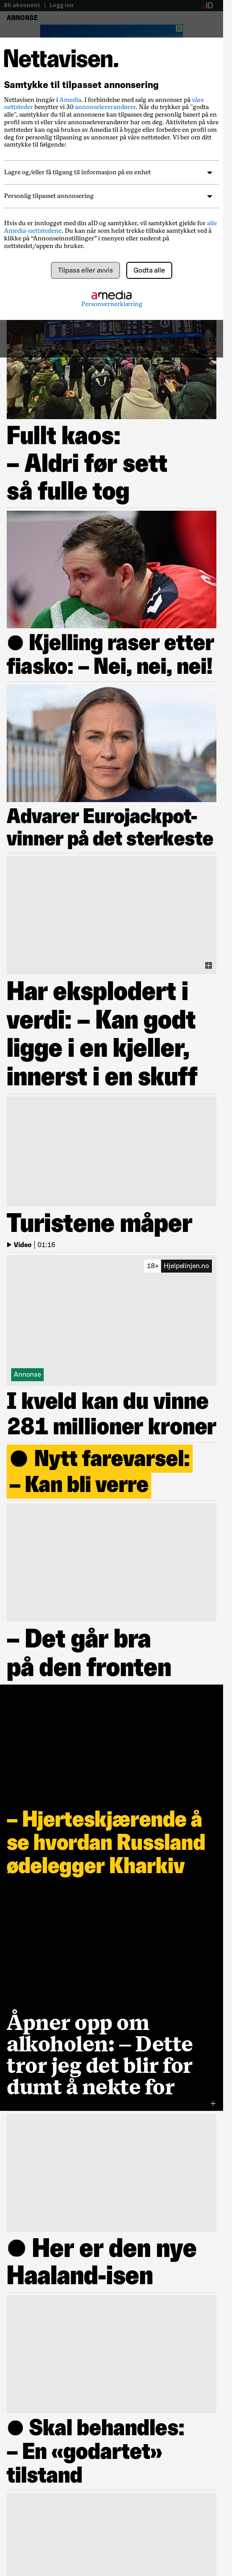 Bli abonnent | Logg inn
aID
ANNONSE
Nettavisen.
Samtykke til tilpasset annonsering
Nettavisen inngår i Amedia. I forbindelse med salg av annonser på våre
nettsteder benytter vi 30 annonseleverandører. Når du trykker på "godta
alle", samtykker du til at annonsene kan tilpasses deg personlig basert på en
profil som vi eller våre annonseleverandører har om deg. Aktiviteten din på våre
nettsteder kan også brukes av Amedia til å bygge eller forbedre en profil om
deg for personlig tilpasning av annonser på våre nettsteder. Vi ber om ditt
samtykke til følgende:
Lagre og/eller få tilgang til informasjon på en enhet
Personlig tilpasset annonsering
Hvis du er innlogget med din aID og samtykker, vil samtykket gjelde for alle
Amedia-nettstedene. Du kan når som helst trekke tilbake samtykket ved å
klikke på “Annonseinnstillinger” i menyen eller nederst på
nettstedet/appen du bruker.
Tilpass eller avvis
Godta alle
amedia
Personvernerklæring
Fullt kaos:
– Aldri før sett
så fulle tog
● Kjelling raser etter
fiasko: – Nei, nei, nei!
Advarer Eurojackpot-
vinner på det sterkeste
Har eksplodert i
verdi: – Kan godt
ligge i en kjeller,
innerst i en skuff
Turistene måper
Video | 01:16
18+ Hjelpelinjen.no
Annonse
I kveld kan du vinne
281 millioner kroner
● Nytt farevarsel:
– Kan bli verre
– Det går bra
på den fronten
– Hjerteskjærende å
se hvordan Russland
ødelegger Kharkiv
Åpner opp om
alkoholen: – Dette
tror jeg det blir for
dumt å nekte for
● Her er den nye
Haaland-isen
● Skal behandles:
– En «godartet»
tilstand